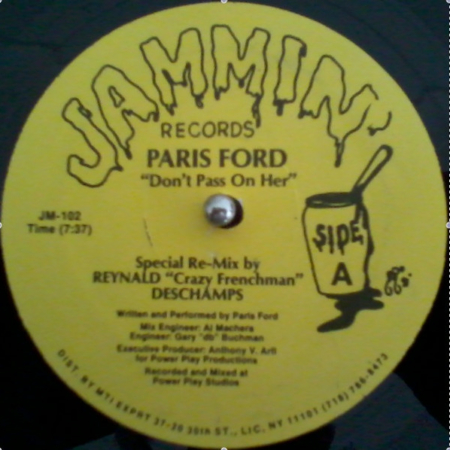 JAMMIN'
RECORDS
PARIS FORD
"Don't Pass On Her"
JM-102
Time (7:37)
SIDE
A
Special Re-Mix by
REYNALD "Crazy Frenchman"
DESCHAMPS
Written and Performed by Paris Ford
Mix Engineer: Al Machera
Engineer: Gary "db" Buchman
Executive Producer: Anthony V. Arfi
for Power Play Productions
Recorded and Mixed at
Power Play Studios
DIST. BY MTI EXPRT 37-20 30th ST., LIC, NY 11101 (718)